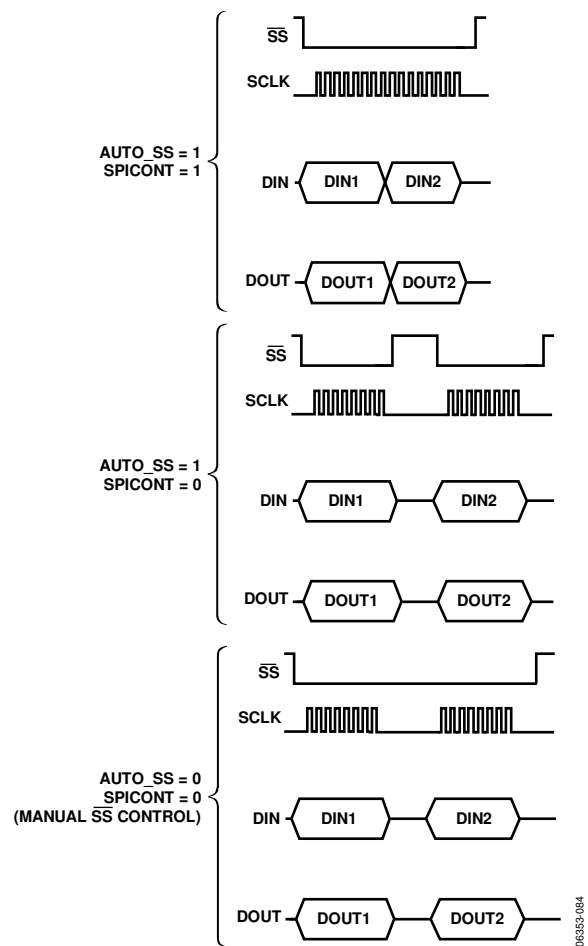 SS
SCLK
AUTO_SS = 1
SPICONT = 1
DIN DIN1 DIN2
DOUT DOUT1 DOUT2
SS
SCLK
AUTO_SS = 1
SPICONT = 0
DIN DIN1 DIN2
DOUT DOUT1 DOUT2
SS
SCLK
AUTO_SS = 0
SPICONT = 0
(MANUAL SS CONTROL)
DIN DIN1 DIN2
DOUT DOUT1 DOUT2
06353-084